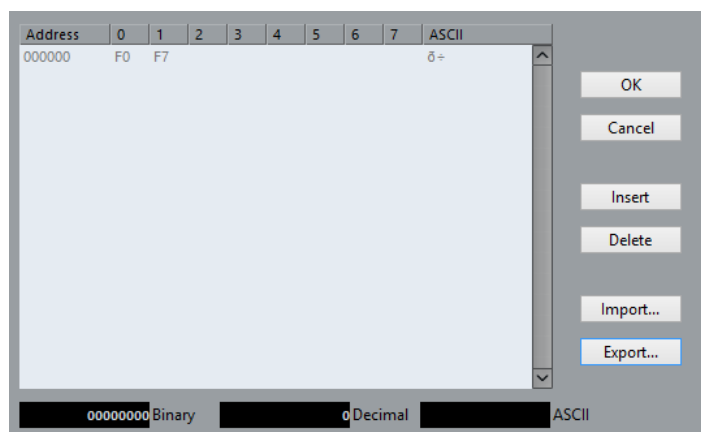 Address 0 1 2 3 4 5 6 7 ASCII
000000 F0 F7 ð÷
OK
Cancel
Insert
Delete
Import...
Export...
00000000 Binary 0 Decimal ASCII